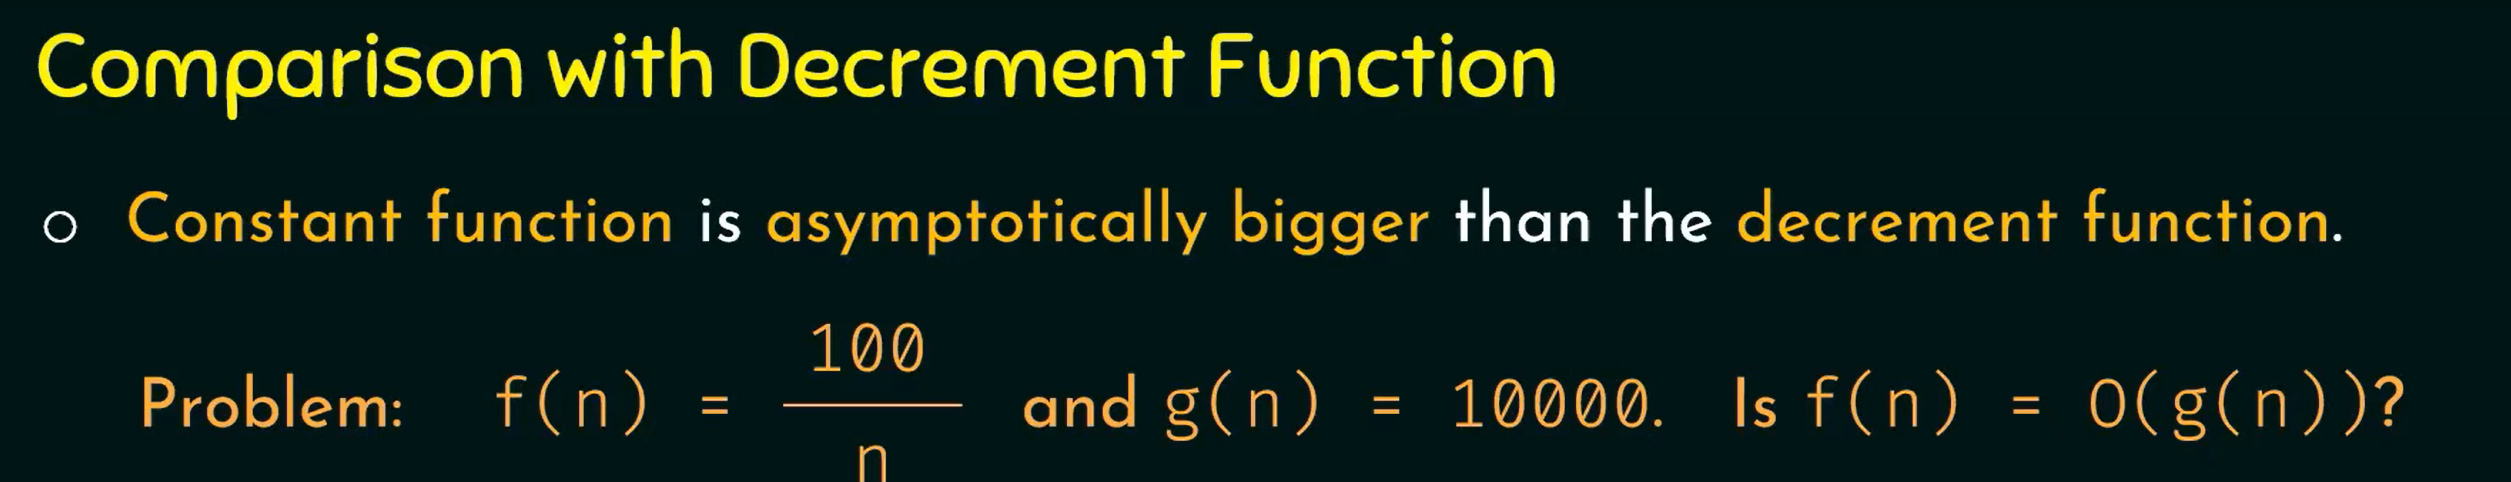 Comparison with Decrement Function
○ Constant function is asymptotically bigger than the decrement function.
100
Problem: f(n) = and g(n) = 10000. Is f(n) = O(g(n))?
n